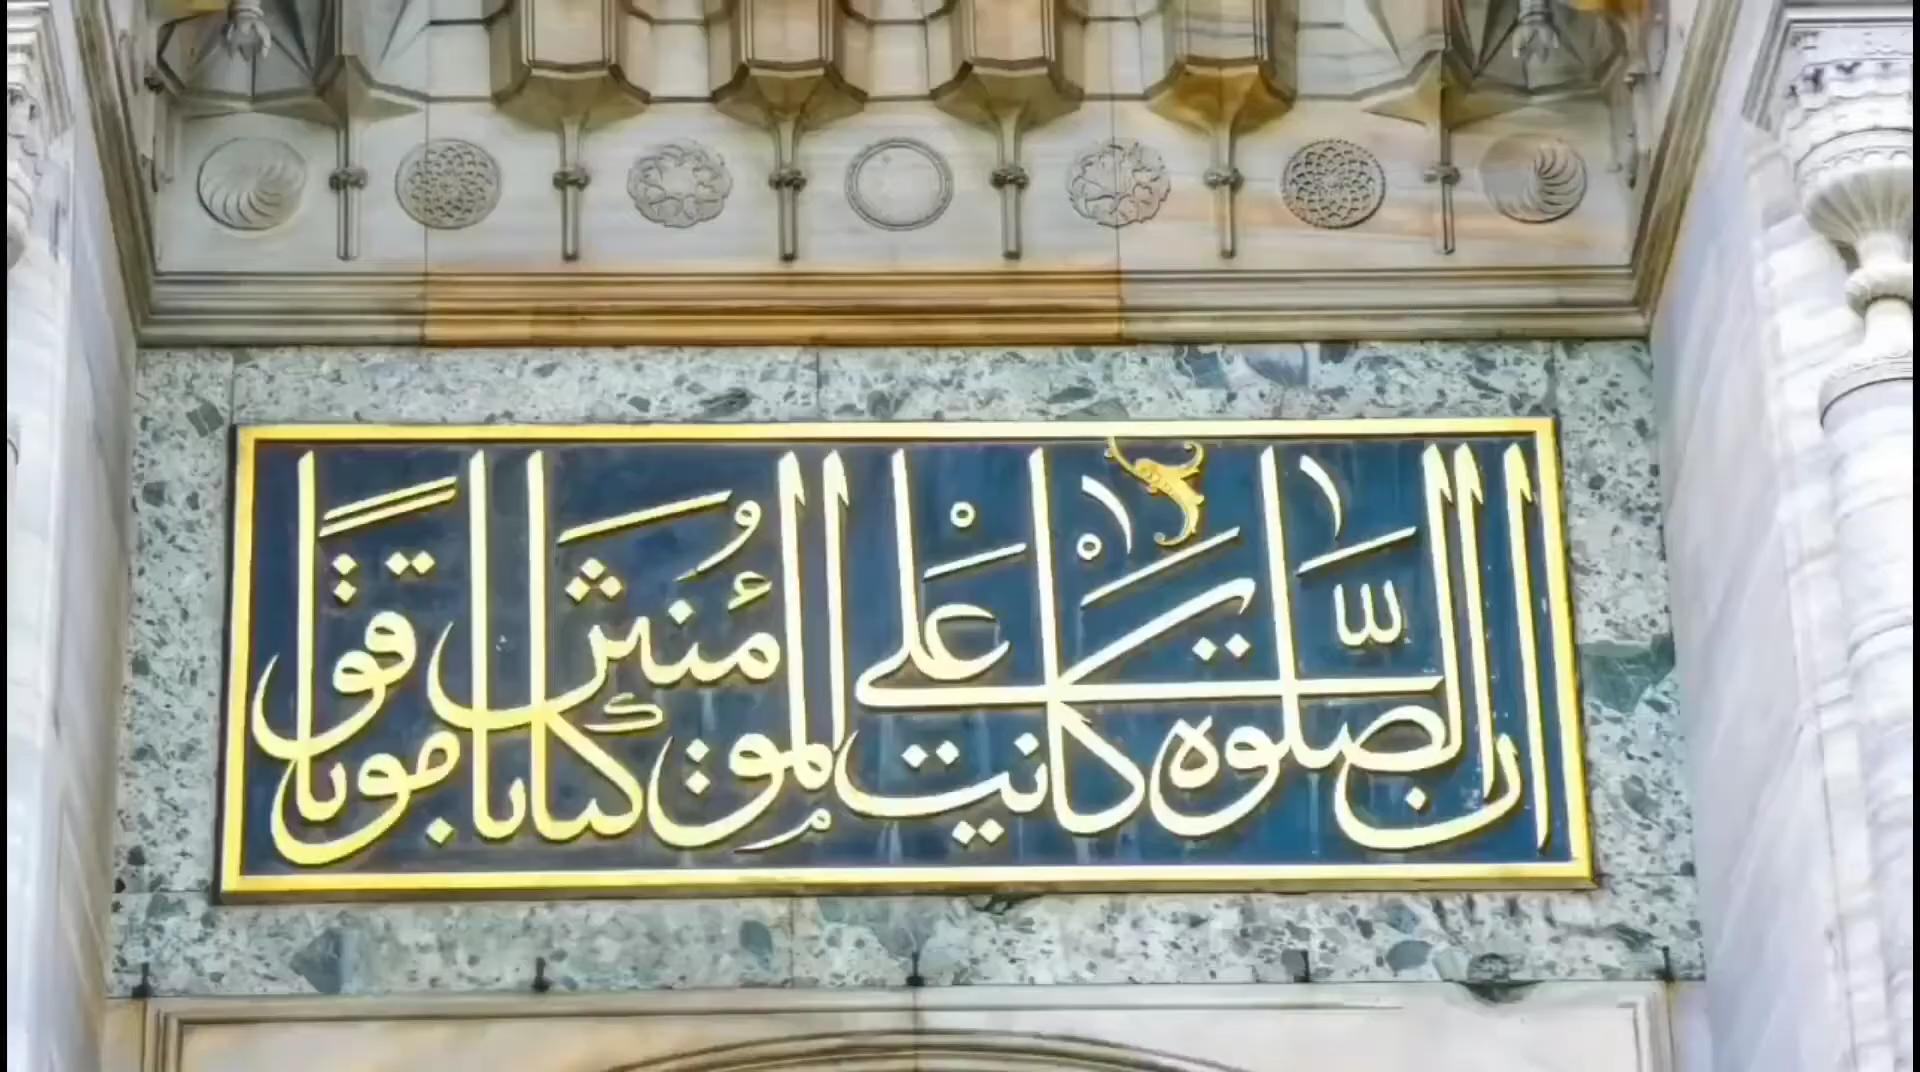 ان الصلوة كانت على المؤمنين كتابا موقوتا